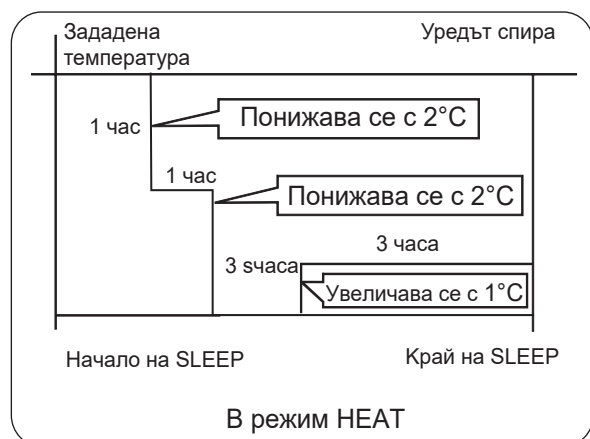 Зададена
температура
Уредът спира
1 час
Понижава се с 2°C
1 час
Понижава се с 2°C
3 часа
3 sчаса
Увеличава се с 1°C
Начало на SLEEP
Край на SLEEP
В режим HEAT